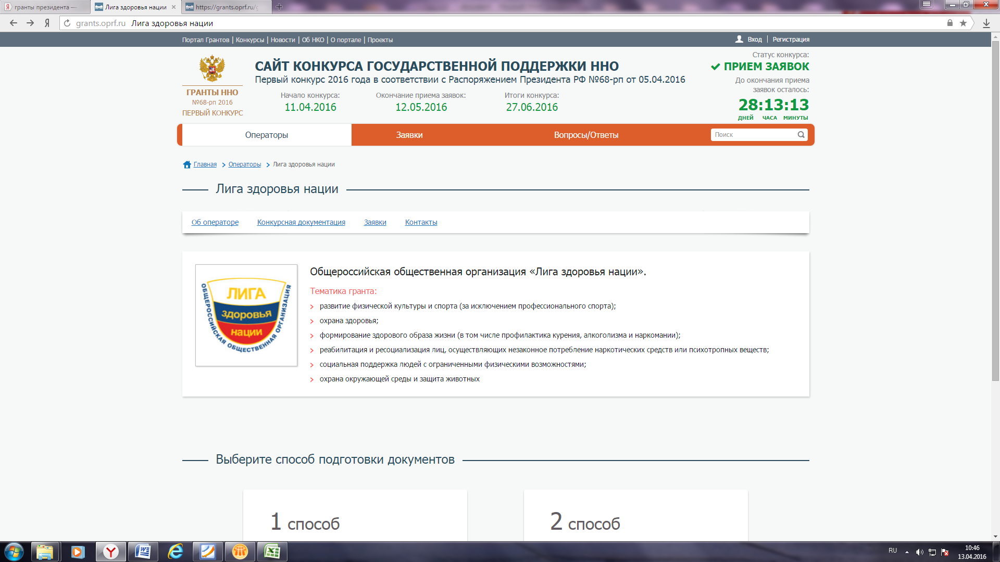 гранты президента —
Лига здоровья нации
https://grants.oprf.ru/g
grants.oprf.ru Лига здоровья нации
Портал Грантов | Конкурсы | Новости | Об НКО | О портале | Проекты
Вход | Регистрация
ГРАНТЫ ННО
№68-рп 2016
ПЕРВЫЙ КОНКУРС
САЙТ КОНКУРСА ГОСУДАРСТВЕННОЙ ПОДДЕРЖКИ ННО
Первый конкурс 2016 года в соответствии с Распоряжением Президента РФ №68-рп от 05.04.2016
Начало конкурса: Окончание приема заявок: Итоги конкурса:
11.04.2016 12.05.2016 27.06.2016
Статус конкурса:
ПРИЕМ ЗАЯВОК
До окончания приема
заявок осталось:
28:13:13
ДНЕЙ ЧАСА МИНУТЫ
Операторы Заявки Вопросы/Ответы Поиск
Главная Операторы Лига здоровья нации
Лига здоровья нации
Об операторе Конкурсная документация Заявки Контакты
ЛИГА
здоровья
нации
ОБЩЕРОССИЙСКАЯ ОБЩЕСТВЕННАЯ ОРГАНИЗАЦИЯ
Общероссийская общественная организация «Лига здоровья нации».
Тематика гранта:
развитие физической культуры и спорта (за исключением профессионального спорта);
охрана здоровья;
формирование здорового образа жизни (в том числе профилактика курения, алкоголизма и наркомании);
реабилитация и ресоциализация лиц, осуществляющих незаконное потребление наркотических средств или психотропных веществ;
социальная поддержка людей с ограниченными физическими возможностями;
охрана окружающей среды и защита животных
Выберите способ подготовки документов
1 способ
2 способ
RU
10:46
13.04.2016